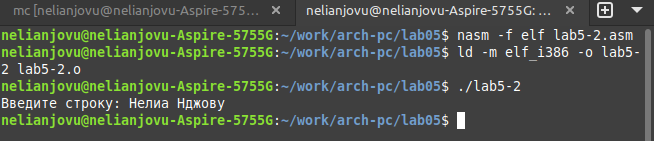 mc [nelianjovu@nelianjovu-Aspire-575...
nelianjovu@nelianjovu-Aspire-5755G: ...
nelianjovu@nelianjovu-Aspire-5755G:~/work/arch-pc/lab05$ nasm -f elf lab5-2.asm
nelianjovu@nelianjovu-Aspire-5755G:~/work/arch-pc/lab05$ ld -m elf_i386 -o lab5-
2 lab5-2.o
nelianjovu@nelianjovu-Aspire-5755G:~/work/arch-pc/lab05$ ./lab5-2
Введите строку: Нелиа Нджову
nelianjovu@nelianjovu-Aspire-5755G:~/work/arch-pc/lab05$